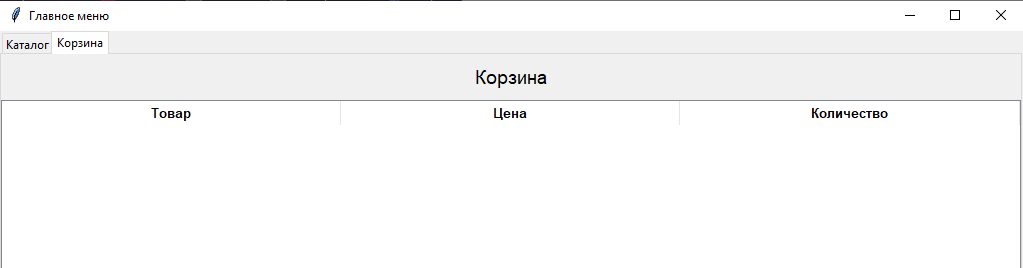 Главное меню
Каталог Корзина
Корзина
Товар Цена Количество